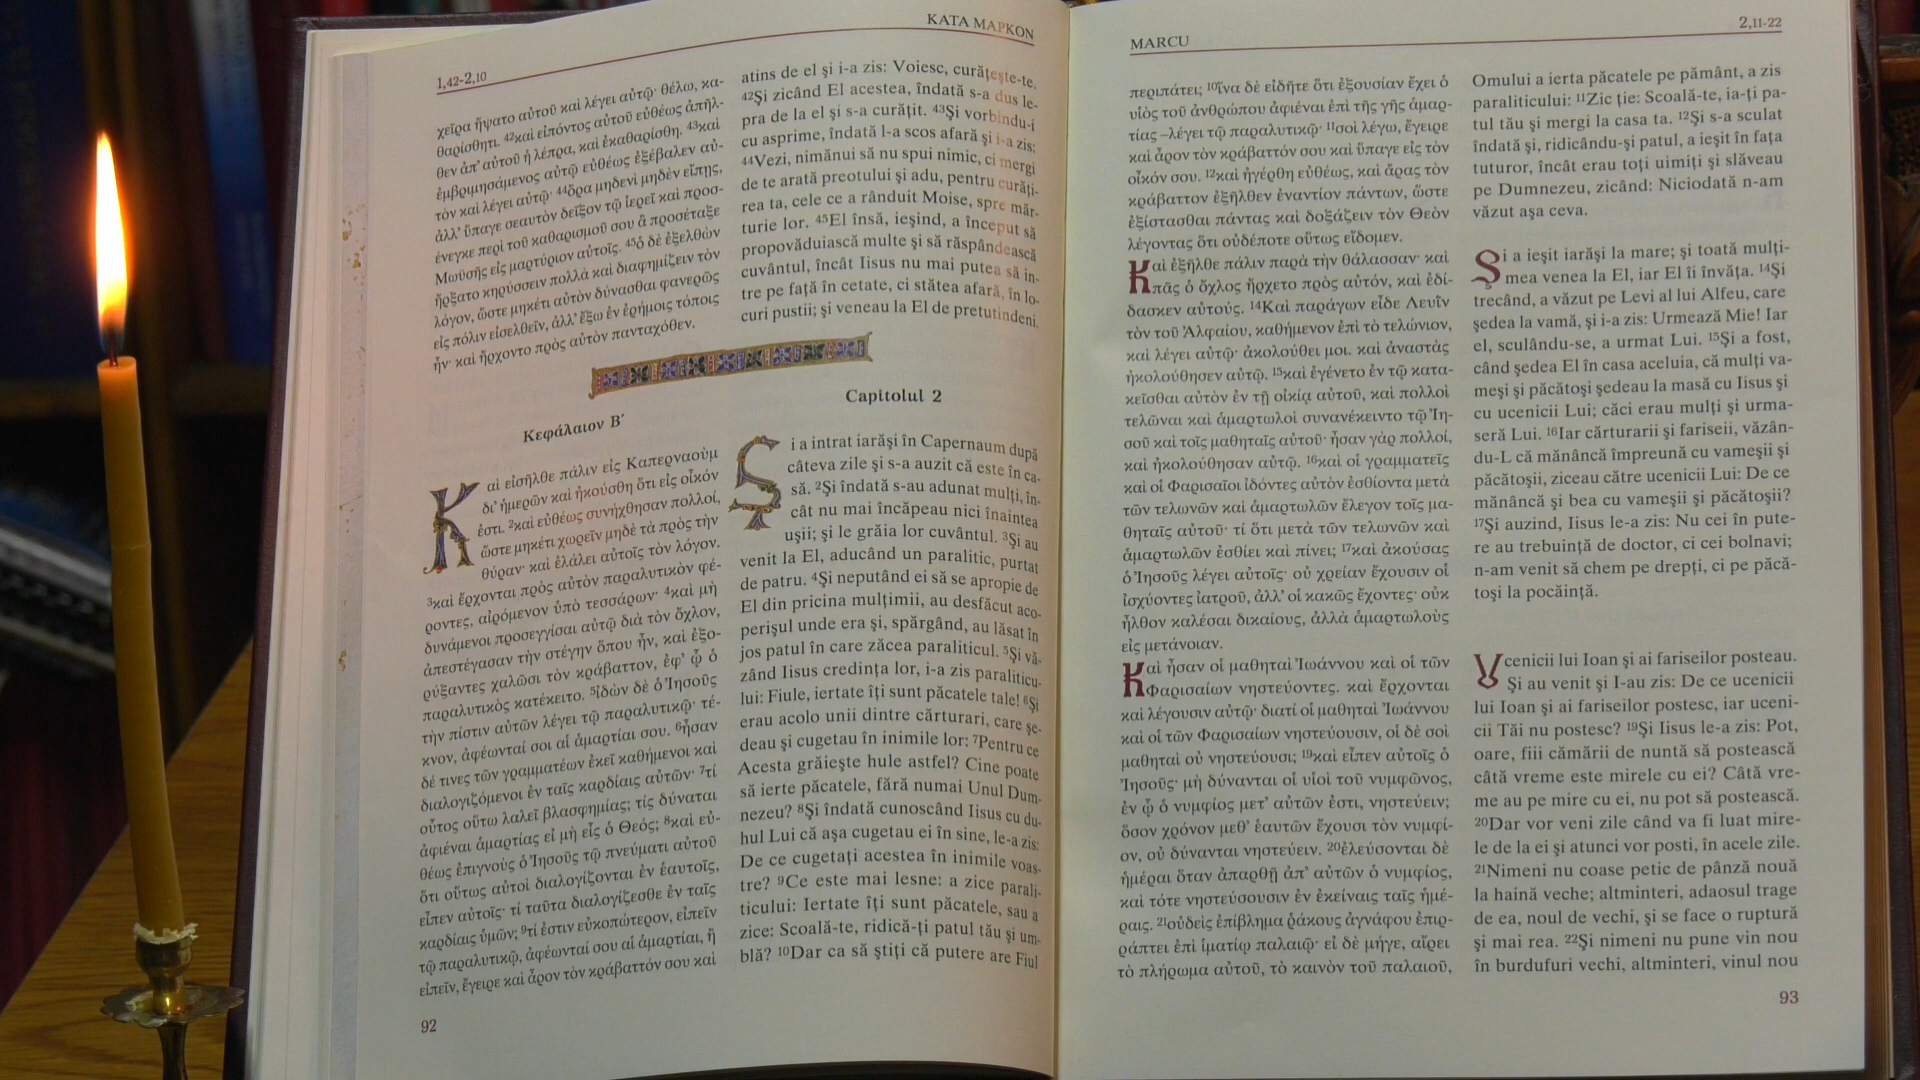 1,42-2,10
ΚΑΤΑ ΜΑΡΚΟΝ
χεῖρα ἥψατο αὐτοῦ καὶ λέγει αὐτῷ· θέλω, κα-
θαρίσθητι. 42καὶ εἰπόντος αὐτοῦ εὐθέως ἀπῆλ-
θεν ἀπ' αὐτοῦ ἡ λέπρα, καὶ ἐκαθαρίσθη. 43καὶ
ἐμβριμησάμενος αὐτῷ εὐθέως ἐξέβαλεν αὐ-
τὸν καὶ λέγει αὐτῷ· 44ὅρα μηδενὶ μηδὲν εἴπῃς,
ἀλλ' ὕπαγε σεαυτὸν δεῖξον τῷ ἱερεῖ καὶ προσ-
ένεγκε περὶ τοῦ καθαρισμοῦ σου ἃ προσέταξε
Μωϋσῆς εἰς μαρτύριον αὐτοῖς. 45ὁ δὲ ἐξελθὼν
ἤρξατο κηρύσσειν πολλὰ καὶ διαφημίζειν τὸν
λόγον, ὥστε μηκέτι αὐτὸν δύνασθαι φανερῶς
εἰς πόλιν εἰσελθεῖν, ἀλλ' ἔξω ἐν ἐρήμοις τόποις
ἦν· καὶ ἤρχοντο πρὸς αὐτὸν πανταχόθεν.
Κεφάλαιον Β΄
Καὶ εἰσῆλθε πάλιν εἰς Καπερναοὺμ
δι' ἡμερῶν καὶ ἠκούσθη ὅτι εἰς οἶκόν
ἐστι. 2καὶ εὐθέως συνήχθησαν πολλοί,
ὥστε μηκέτι χωρεῖν μηδὲ τὰ πρὸς τὴν
θύραν· καὶ ἐλάλει αὐτοῖς τὸν λόγον.
3καὶ ἔρχονται πρὸς αὐτὸν παραλυτικὸν φέ-
ροντες, αἰρόμενον ὑπὸ τεσσάρων· 4καὶ μὴ
δυνάμενοι προσεγγίσαι αὐτῷ διὰ τὸν ὄχλον,
ἀπεστέγασαν τὴν στέγην ὅπου ἦν, καὶ ἐξο-
ρύξαντες χαλῶσι τὸν κράβαττον, ἐφ' ᾧ ὁ
παραλυτικὸς κατέκειτο. 5ἰδὼν δὲ ὁ Ἰησοῦς
τὴν πίστιν αὐτῶν λέγει τῷ παραλυτικῷ· τέ-
κνον, ἀφέωνταί σοι αἱ ἁμαρτίαι σου. 6ἦσαν
δέ τινες τῶν γραμματέων ἐκεῖ καθήμενοι καὶ
διαλογιζόμενοι ἐν ταῖς καρδίαις αὐτῶν· 7τί
οὗτος οὕτω λαλεῖ βλασφημίας; τίς δύναται
ἀφιέναι ἁμαρτίας εἰ μὴ εἷς ὁ Θεός; 8καὶ εὐ-
θέως ἐπιγνοὺς ὁ Ἰησοῦς τῷ πνεύματι αὐτοῦ
ὅτι οὕτως αὐτοὶ διαλογίζονται ἐν ἑαυτοῖς,
εἶπεν αὐτοῖς· τί ταῦτα διαλογίζεσθε ἐν ταῖς
καρδίαις ὑμῶν; 9τί ἐστιν εὐκοπώτερον, εἰπεῖν
τῷ παραλυτικῷ, ἀφέωνταί σου αἱ ἁμαρτίαι, ἢ
εἰπεῖν, ἔγειρε καὶ ἆρον τὸν κράβαττόν σου καὶ
atins de el şi i-a zis: Voiesc, curăţeşte-te.
42Şi zicând El acestea, îndată s-a dus le-
pra de la el şi s-a curăţit. 43Şi vorbindu-i
cu asprime, îndată l-a scos afară şi i-a zis:
44Vezi, nimănui să nu spui nimic, ci mergi
de te arată preotului şi adu, pentru curăţi-
rea ta, cele ce a rânduit Moise, spre măr-
turie lor. 45El însă, ieşind, a început să
propovăduiască multe şi să răspândească
cuvântul, încât Iisus nu mai putea să in-
tre pe faţă în cetate, ci stătea afară, în lo-
curi pustii; şi veneau la El de pretutindeni.
Capitolul 2
Şi a intrat iarăşi în Capernaum după
câteva zile şi s-a auzit că este în ca-
să. 2Şi îndată s-au adunat mulţi, în-
cât nu mai încăpeau nici înaintea
uşii; şi le grăia lor cuvântul. 3Şi au
venit la El, aducând un paralitic, purtat
de patru. 4Şi neputând ei să se apropie de
El din pricina mulţimii, au desfăcut aco-
perişul unde era şi, spărgând, au lăsat în
jos patul în care zăcea paraliticul. 5Şi vă-
zând Iisus credinţa lor, i-a zis paraliticu-
lui: Fiule, iertate îţi sunt păcatele tale! 6Şi
erau acolo unii dintre cărturari, care şe-
deau şi cugetau în inimile lor: 7Pentru ce
Acesta grăieşte hule astfel? Cine poate
să ierte păcatele, fără numai Unul Dum-
nezeu? 8Şi îndată cunoscând Iisus cu du-
hul Lui că aşa cugetau ei în sine, le-a zis:
De ce cugetaţi acestea în inimile voas-
tre? 9Ce este mai lesne: a zice parali-
ticului: Iertate îţi sunt păcatele, sau a
zice: Scoală-te, ridică-ţi patul tău şi um-
blă? 10Dar ca să ştiţi că putere are Fiul
92
MARCU
2,11-22
περιπάτει; 10ἵνα δὲ εἰδῆτε ὅτι ἐξουσίαν ἔχει ὁ
υἱὸς τοῦ ἀνθρώπου ἀφιέναι ἐπὶ τῆς γῆς ἁμαρ-
τίας –λέγει τῷ παραλυτικῷ· 11σοὶ λέγω, ἔγειρε
καὶ ἆρον τὸν κράβαττόν σου καὶ ὕπαγε εἰς τὸν
οἶκόν σου. 12καὶ ἠγέρθη εὐθέως, καὶ ἄρας τὸν
κράβαττον ἐξῆλθεν ἐναντίον πάντων, ὥστε
ἐξίστασθαι πάντας καὶ δοξάζειν τὸν Θεὸν
λέγοντας ὅτι οὐδέποτε οὕτως εἴδομεν.
Καὶ ἐξῆλθε πάλιν παρὰ τὴν θάλασσαν· καὶ
πᾶς ὁ ὄχλος ἤρχετο πρὸς αὐτόν, καὶ ἐδί-
δασκεν αὐτούς. 14Καὶ παράγων εἶδε Λευῒν
τὸν τοῦ Ἀλφαίου, καθήμενον ἐπὶ τὸ τελώνιον,
καὶ λέγει αὐτῷ· ἀκολούθει μοι. καὶ ἀναστὰς
ἠκολούθησεν αὐτῷ. 15καὶ ἐγένετο ἐν τῷ κατα-
κεῖσθαι αὐτὸν ἐν τῇ οἰκίᾳ αὐτοῦ, καὶ πολλοὶ
τελῶναι καὶ ἁμαρτωλοὶ συνανέκειντο τῷ Ἰη-
σοῦ καὶ τοῖς μαθηταῖς αὐτοῦ· ἦσαν γὰρ πολλοί,
καὶ ἠκολούθησαν αὐτῷ. 16καὶ οἱ γραμματεῖς
καὶ οἱ Φαρισαῖοι ἰδόντες αὐτὸν ἐσθίοντα μετὰ
τῶν τελωνῶν καὶ ἁμαρτωλῶν ἔλεγον τοῖς μα-
θηταῖς αὐτοῦ· τί ὅτι μετὰ τῶν τελωνῶν καὶ
ἁμαρτωλῶν ἐσθίει καὶ πίνει; 17καὶ ἀκούσας
ὁ Ἰησοῦς λέγει αὐτοῖς· οὐ χρείαν ἔχουσιν οἱ
ἰσχύοντες ἰατροῦ, ἀλλ' οἱ κακῶς ἔχοντες· οὐκ
ἦλθον καλέσαι δικαίους, ἀλλὰ ἁμαρτωλοὺς
εἰς μετάνοιαν.
Καὶ ἦσαν οἱ μαθηταὶ Ἰωάννου καὶ οἱ τῶν
Φαρισαίων νηστεύοντες. καὶ ἔρχονται
καὶ λέγουσιν αὐτῷ· διατί οἱ μαθηταὶ Ἰωάννου
καὶ οἱ τῶν Φαρισαίων νηστεύουσιν, οἱ δὲ σοὶ
μαθηταὶ οὐ νηστεύουσι; 19καὶ εἶπεν αὐτοῖς ὁ
Ἰησοῦς· μὴ δύνανται οἱ υἱοὶ τοῦ νυμφῶνος,
ἐν ᾧ ὁ νυμφίος μετ' αὐτῶν ἐστι, νηστεύειν;
ὅσον χρόνον μεθ' ἑαυτῶν ἔχουσι τὸν νυμφί-
ον, οὐ δύνανται νηστεύειν. 20ἐλεύσονται δὲ
ἡμέραι ὅταν ἀπαρθῇ ἀπ' αὐτῶν ὁ νυμφίος,
καὶ τότε νηστεύσουσιν ἐν ἐκείναις ταῖς ἡμέ-
ραις. 21οὐδεὶς ἐπίβλημα ῥάκους ἀγνάφου ἐπιρ-
ράπτει ἐπὶ ἱματίῳ παλαιῷ· εἰ δὲ μήγε, αἴρει
τὸ πλήρωμα αὐτοῦ, τὸ καινὸν τοῦ παλαιοῦ,
Omului a ierta păcatele pe pământ, a zis
paraliticului: 11Zic ţie: Scoală-te, ia-ţi pa-
tul tău şi mergi la casa ta. 12Şi s-a sculat
îndată şi, ridicându-şi patul, a ieşit în faţa
tuturor, încât erau toţi uimiţi şi slăveau
pe Dumnezeu, zicând: Niciodată n-am
văzut aşa ceva.
Şi a ieşit iarăşi la mare; şi toată mulţi-
mea venea la El, iar El îi învăţa. 14Şi
trecând, a văzut pe Levi al lui Alfeu, care
şedea la vamă, şi i-a zis: Urmează Mie! Iar
el, sculându-se, a urmat Lui. 15Şi a fost,
când şedea El în casa aceluia, că mulţi va-
meşi şi păcătoşi şedeau la masă cu Iisus şi
cu ucenicii Lui; căci erau mulţi şi urma-
seră Lui. 16Iar cărturarii şi fariseii, văzân-
du-L că mănâncă împreună cu vameşii şi
păcătoşii, ziceau către ucenicii Lui: De ce
mănâncă şi bea cu vameşii şi păcătoşii?
17Şi auzind, Iisus le-a zis: Nu cei în pute-
re au trebuinţă de doctor, ci cei bolnavi;
n-am venit să chem pe drepţi, ci pe păcă-
toşi la pocăinţă.
Ucenicii lui Ioan şi ai fariseilor posteau.
Şi au venit şi I-au zis: De ce ucenicii
lui Ioan şi ai fariseilor postesc, iar uceni-
cii Tăi nu postesc? 19Şi Iisus le-a zis: Pot,
oare, fiii cămării de nuntă să postească
câtă vreme este mirele cu ei? Câtă vre-
me au pe mire cu ei, nu pot să postească.
20Dar vor veni zile când va fi luat mire-
le de la ei şi atunci vor posti, în acele zile.
21Nimeni nu coase petic de pânză nouă
la haină veche; altminteri, adaosul trage
de ea, noul de vechi, şi se face o ruptură
şi mai rea. 22Şi nimeni nu pune vin nou
în burdufuri vechi, altminteri, vinul nou
93